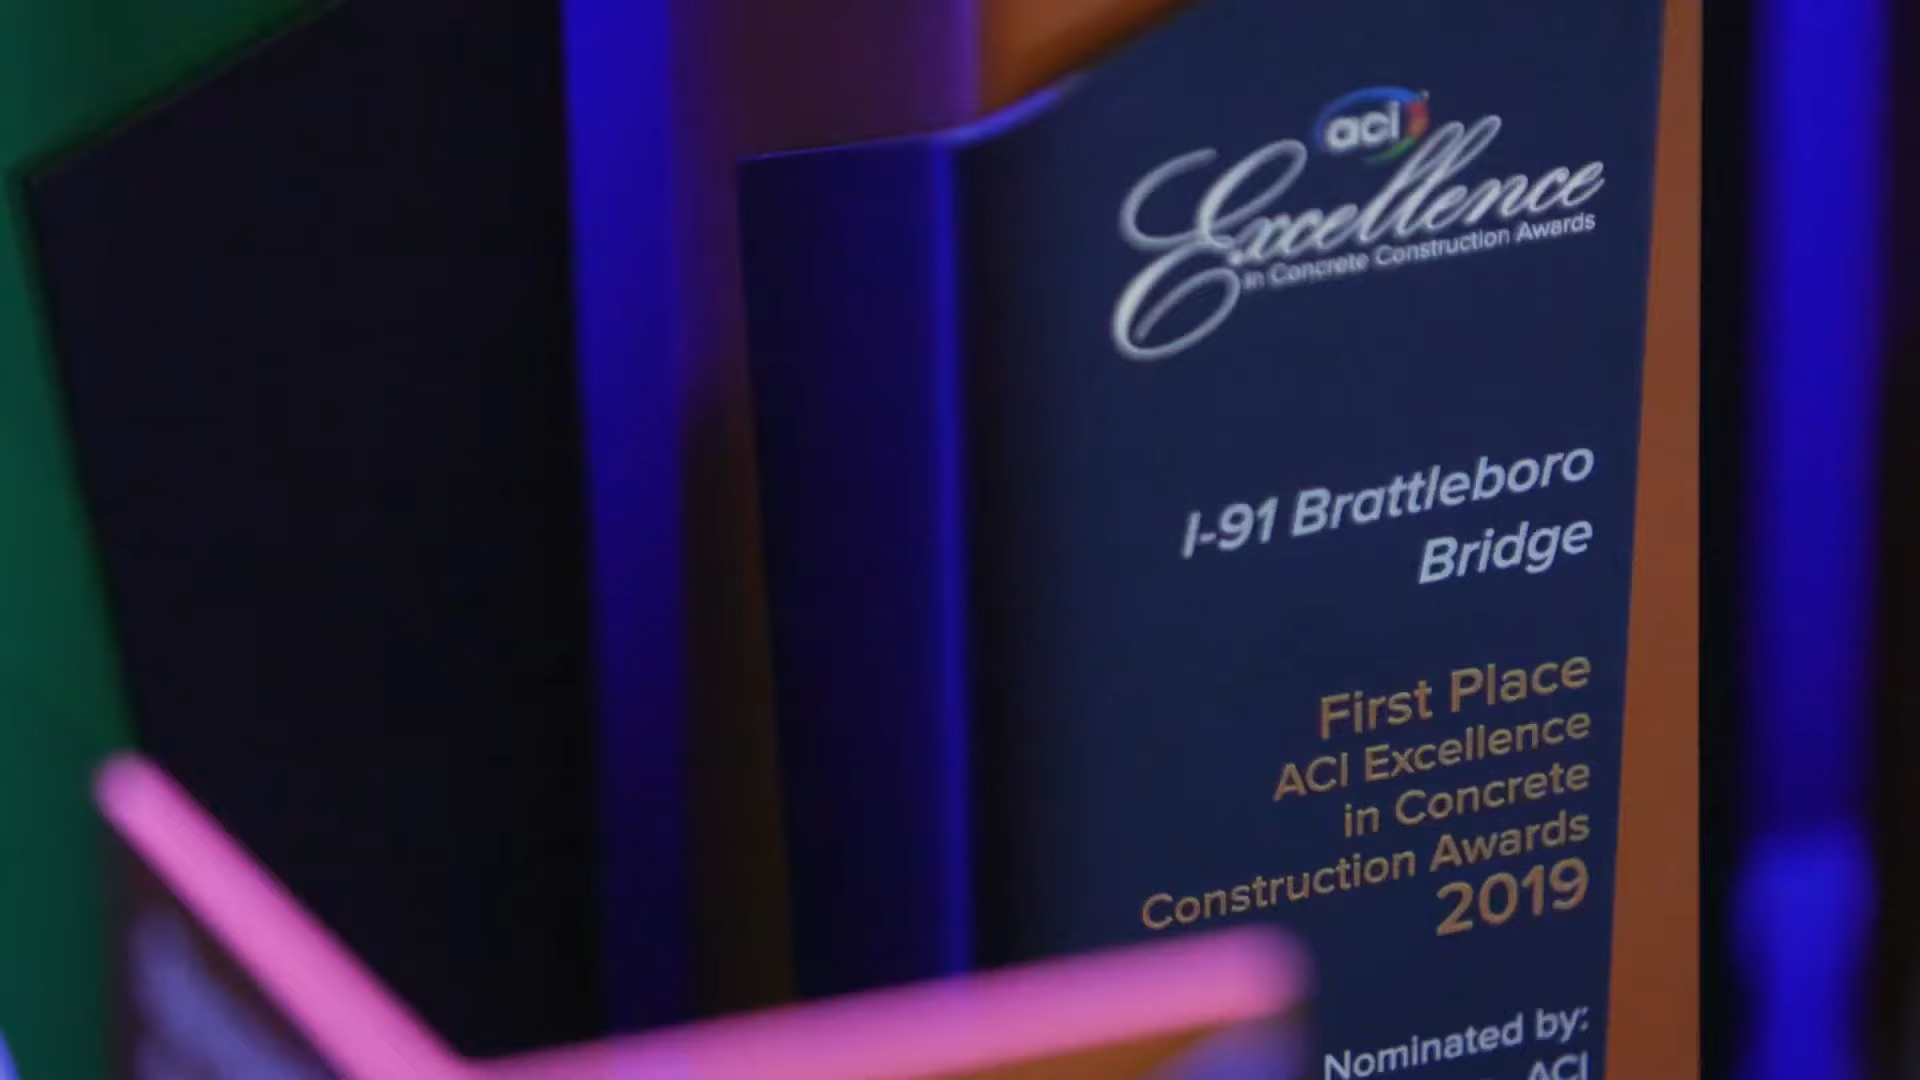 aci
Excellence
in Concrete Construction Awards
I-91 Brattleboro
Bridge
First Place
ACI Excellence
in Concrete
Construction Awards
2019
Nominated by:
ACI